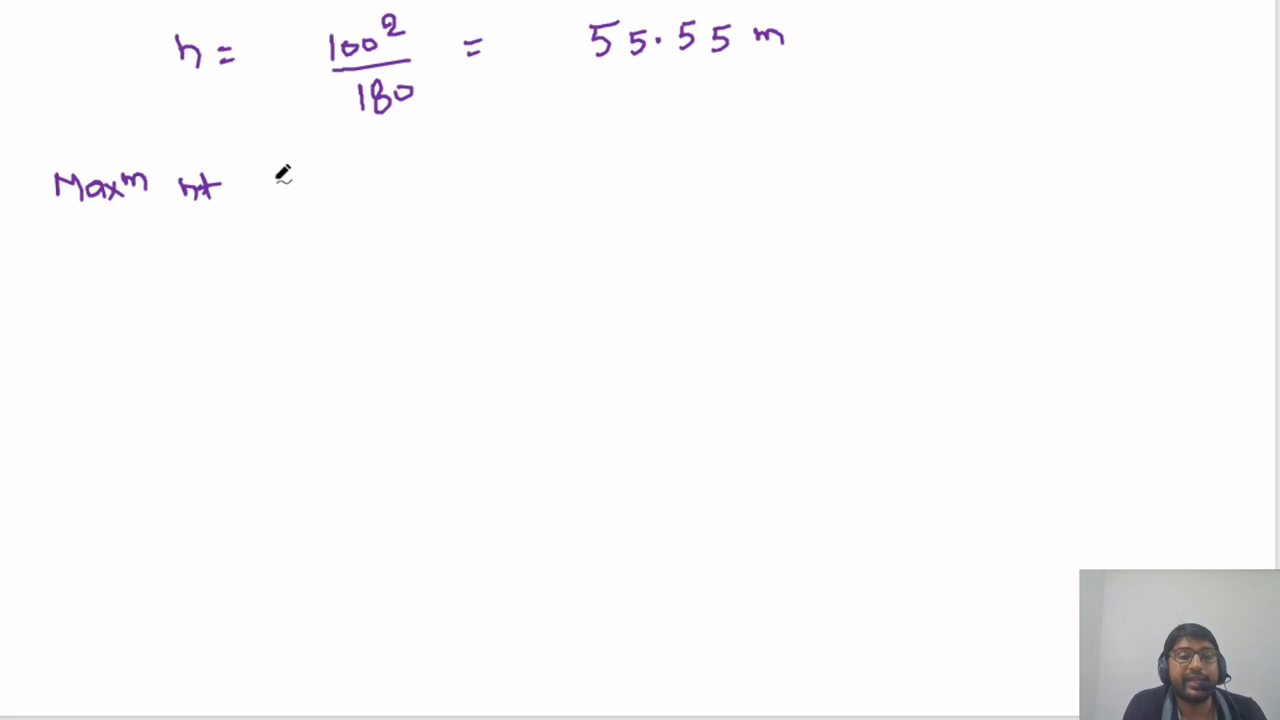 h = 100² / 180 = 55.55 m
Maxᵐ ht